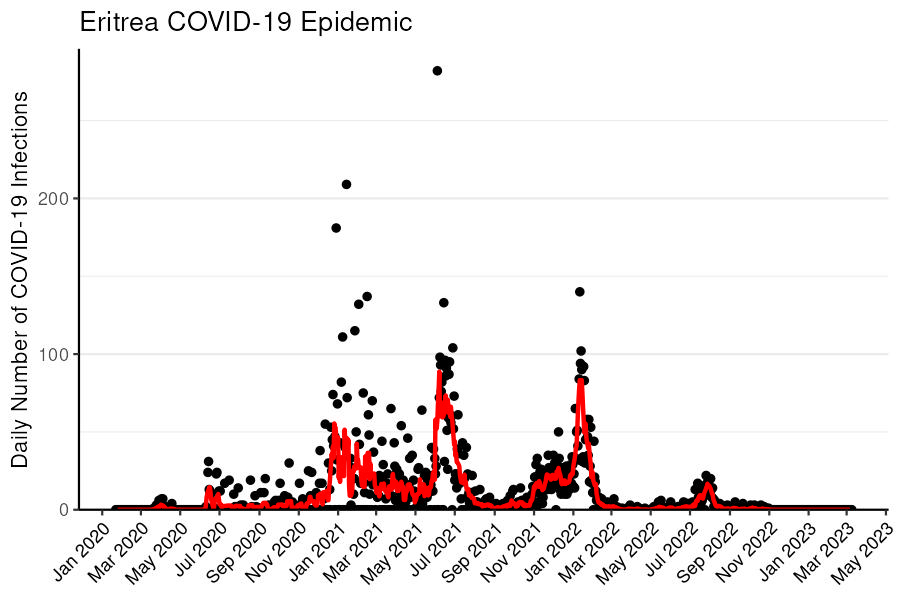 Eritrea COVID-19 Epidemic
Daily Number of COVID-19 Infections
200
100
0
Jan 2020
Mar 2020
May 2020
Jul 2020
Sep 2020
Nov 2020
Jan 2021
Mar 2021
May 2021
Jul 2021
Sep 2021
Nov 2021
Jan 2022
Mar 2022
May 2022
Jul 2022
Sep 2022
Nov 2022
Jan 2023
Mar 2023
May 2023